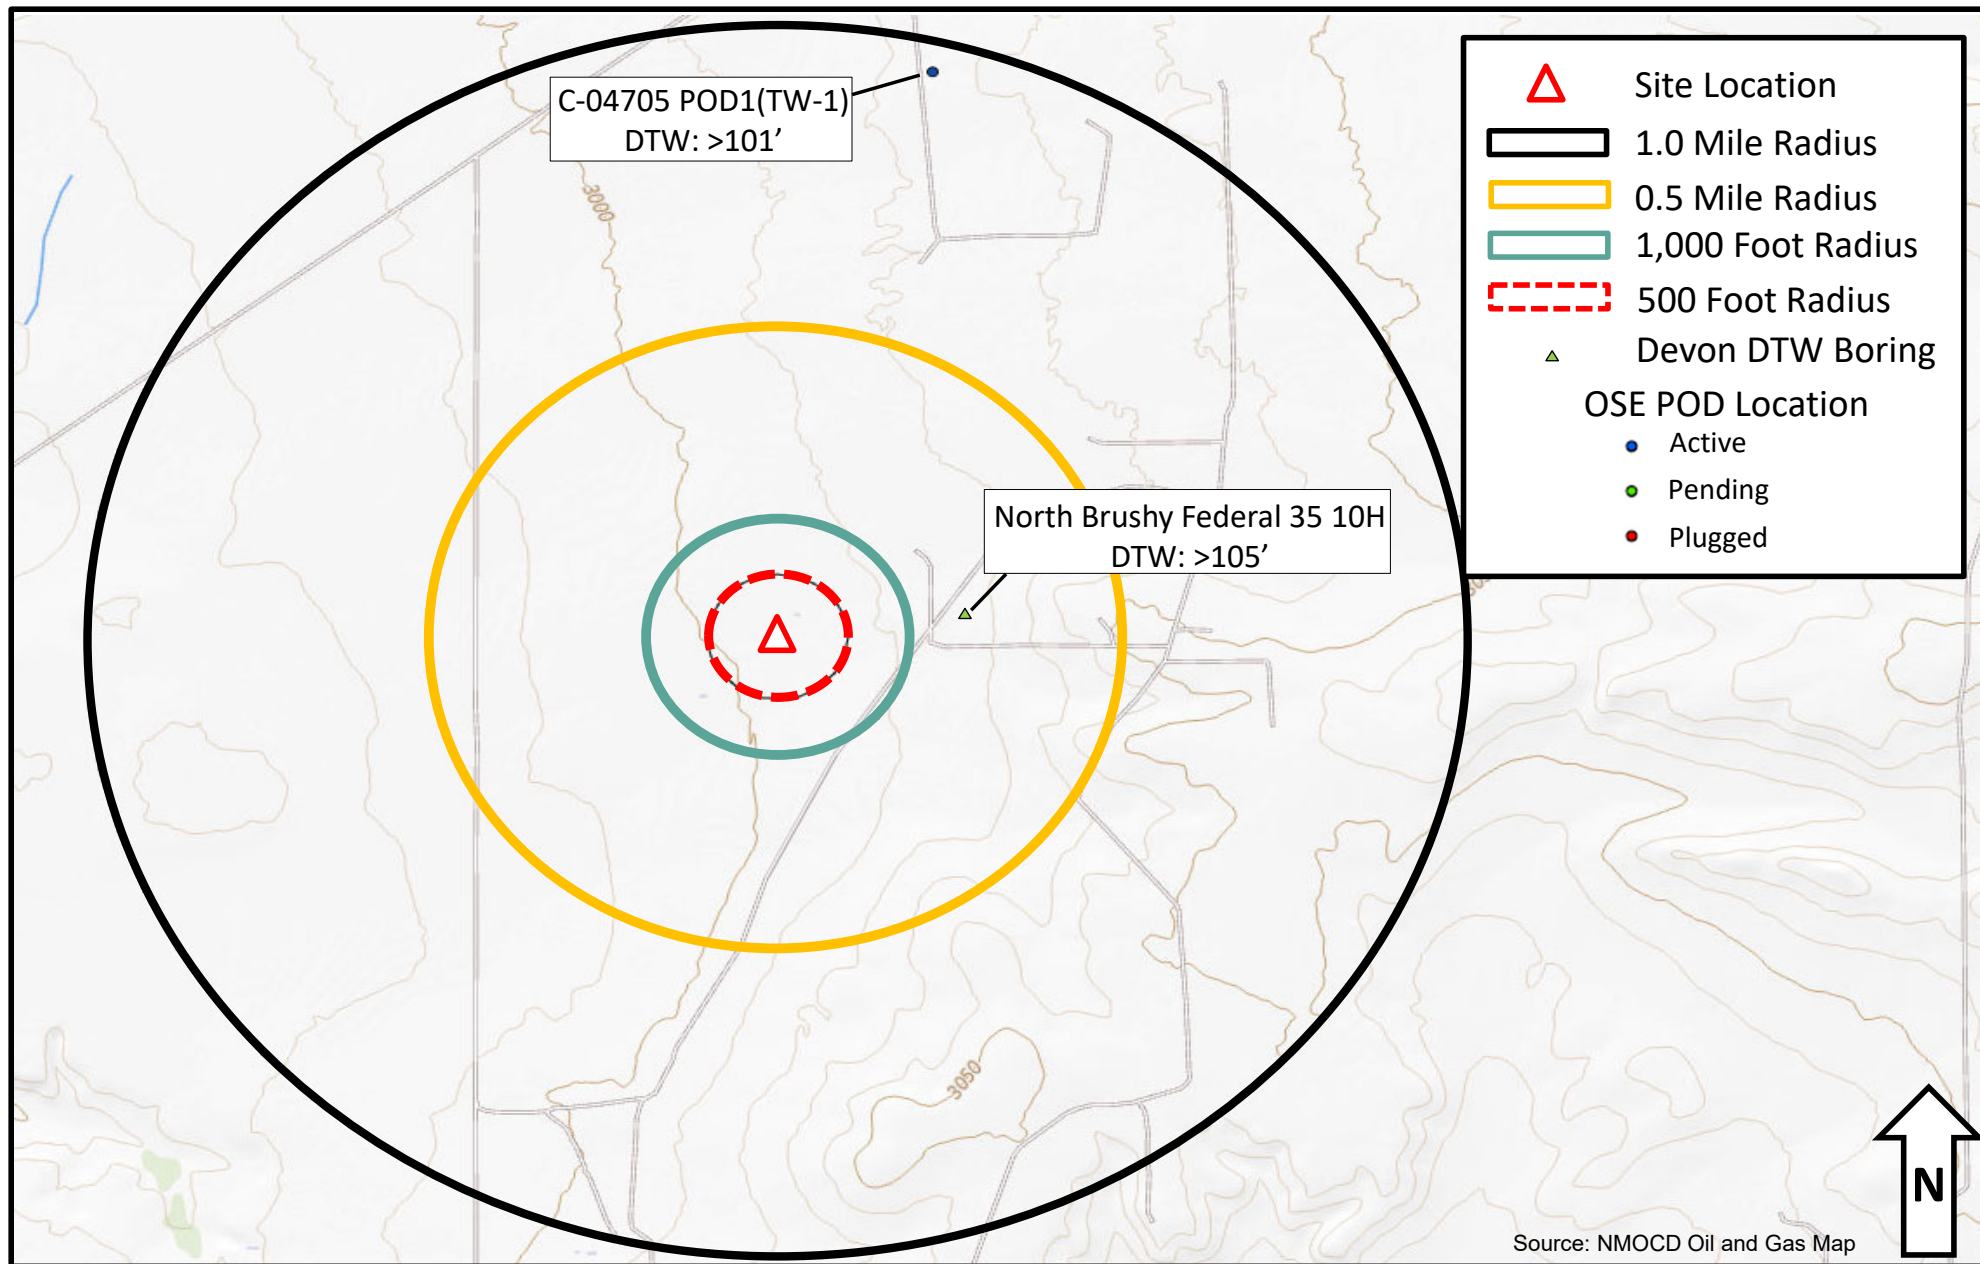 C-04705 POD1(TW-1)
DTW: >101’
3000
North Brushy Federal 35 10H
DTW: >105’
3050
Site Location
1.0 Mile Radius
0.5 Mile Radius
1,000 Foot Radius
500 Foot Radius
Devon DTW Boring
OSE POD Location
Active
Pending
Plugged
N
Source: NMOCD Oil and Gas Map